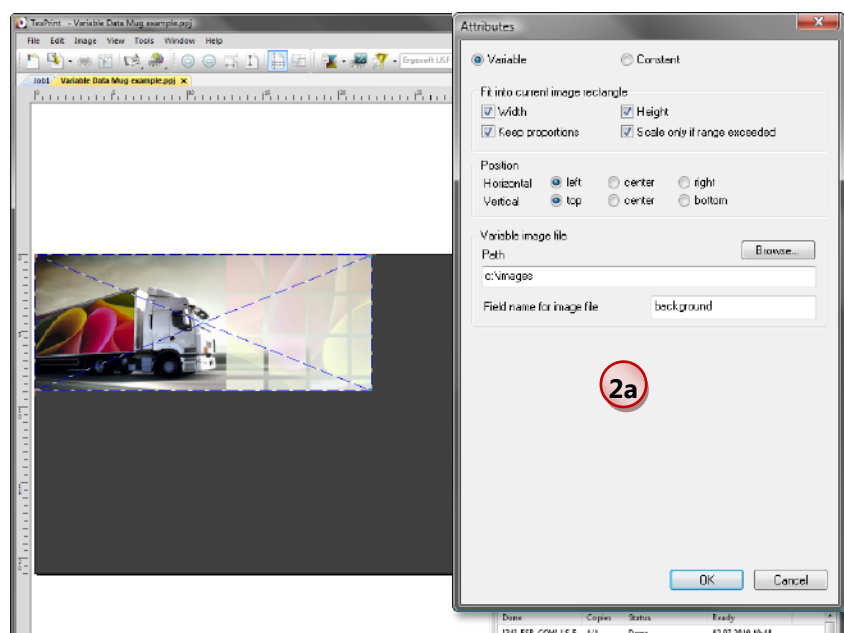 TexPrint - Variable Data Mug example.ppj
File Edit Image View Tools Window Help
Ergosoft USF
Job1 Variable Data Mug example.ppj
Attributes
Variable Constant
Fit into current image rectangle
Width Height
Keep proportions Scale only if range exceeded
Position
Horizontal left center right
Vertical top center bottom
Variable image file
Path Browse...
c:\images
Field name for image file background
2a
OK Cancel
Done Copies Status Ready